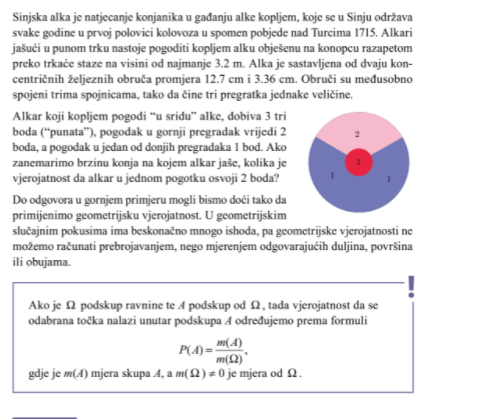 Sinjska alka je natjecanje konjanika u gađanju alke kopljem, koje se u Sinju održava
svake godine u prvoj polovici kolovoza u spomen pobjede nad Turcima 1715. Alkari
jašući u punom trku nastoje pogoditi kopljem alku obješenu na konopcu razapetom
preko trkaće staze na visini od najmanje 3.2 m. Alka je sastavljena od dvaju kon-
centričnih željeznih obruča promjera 12.7 cm i 3.36 cm. Obruči su međusobno
spojeni trima spojnicama, tako da čine tri pregratka jednake veličine.
Alkar koji kopljem pogodi “u sridu” alke, dobiva 3 tri
boda (“punata”), pogodak u gornji pregradak vrijedi 2
boda, a pogodak u jedan od donjih pregradaka 1 bod. Ako
zanemarimo brzinu konja na kojem alkar jaše, kolika je
vjerojatnost da alkar u jednom pogotku osvoji 2 boda?
2
3
1
1
Do odgovora u gornjem primjeru mogli bismo doći tako da
primijenimo geometrijsku vjerojatnost. U geometrijskim
slučajnim pokusima ima beskonačno mnogo ishoda, pa geometrijske vjerojatnosti ne
možemo računati prebrojavanjem, nego mjerenjem odgovarajućih duljina, površina
ili obujama.
!
Ako je Ω podskup ravnine te A podskup od Ω, tada vjerojatnost da se
odabrana točka nalazi unutar podskupa A određujemo prema formuli
P(A) = m(A) / m(Ω),
gdje je m(A) mjera skupa A, a m(Ω) ≠ 0 je mjera od Ω.